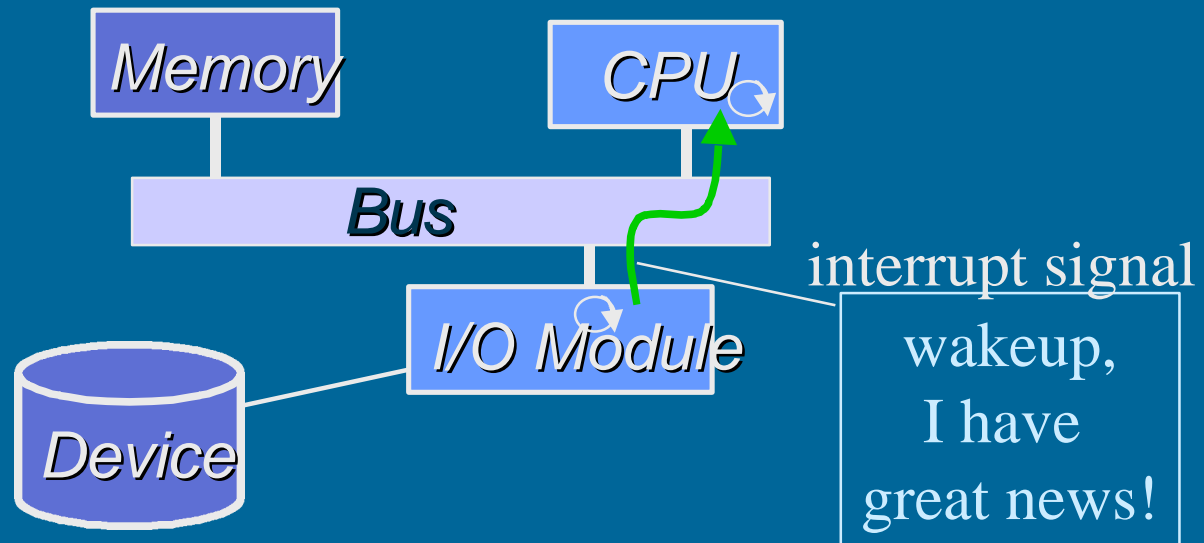 Memory
CPU
Bus
interrupt signal
I/O Module
wakeup,
I have
great news!
Device